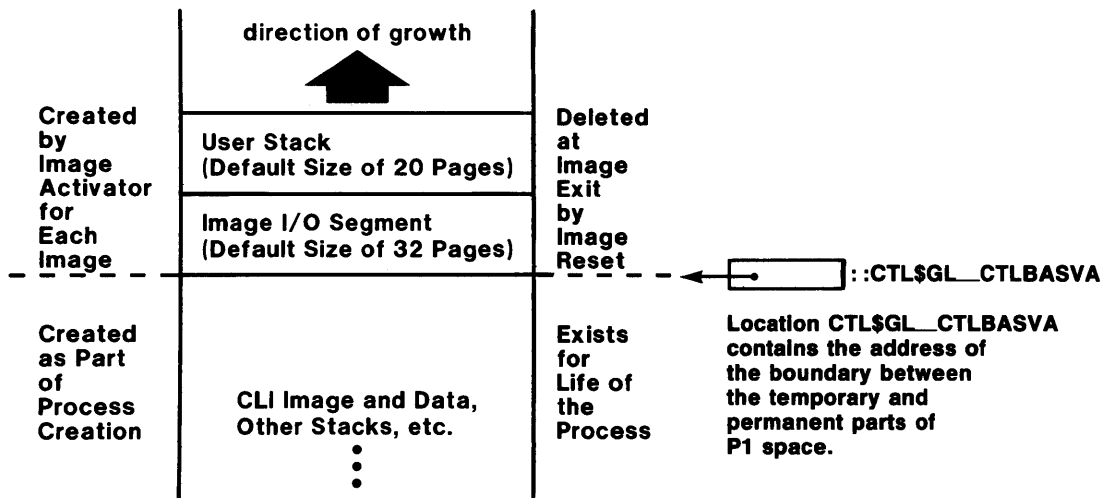 direction of growth
Created
by
Image
Activator
for
Each
Image
User Stack
(Default Size of 20 Pages)
Image I/O Segment
(Default Size of 32 Pages)
Deleted
at
Image
Exit
by
Image
Reset
::CTL$GL__CTLBASVA
Location CTL$GL__CTLBASVA
contains the address of
the boundary between
the temporary and
permanent parts of
P1 space.
Created
as Part
of
Process
Creation
CLI Image and Data,
Other Stacks, etc.
Exists
for
Life of
the
Process